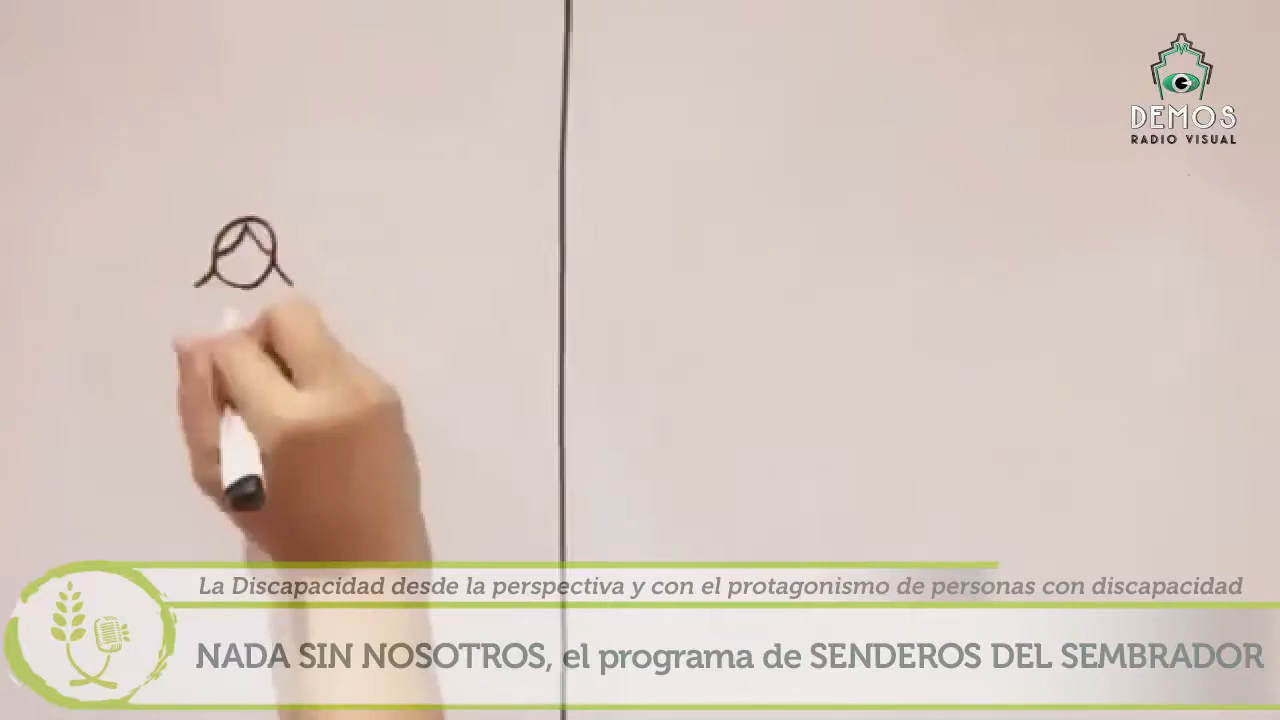 DEMOS
RADIO VISUAL
La Discapacidad desde la perspectiva y con el protagonismo de personas con discapacidad
NADA SIN NOSOTROS, el programa de SENDEROS DEL SEMBRADOR